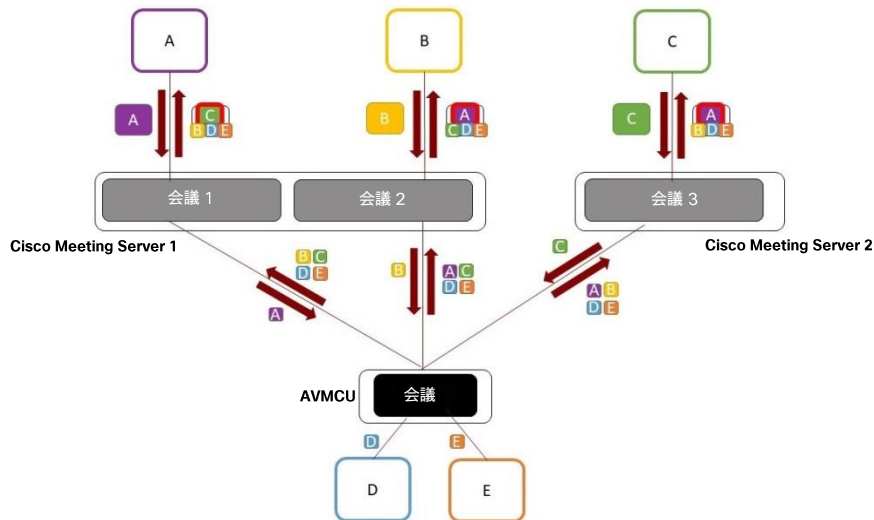 A
B
C
A
C
B D E
B
A
C D E
C
A
B D E
会議 1
会議 2
会議 3
Cisco Meeting Server 1
Cisco Meeting Server 2
B C
D E
A
B
A C
D E
C
A B
D E
AVMCU
会議
D
E
D
E